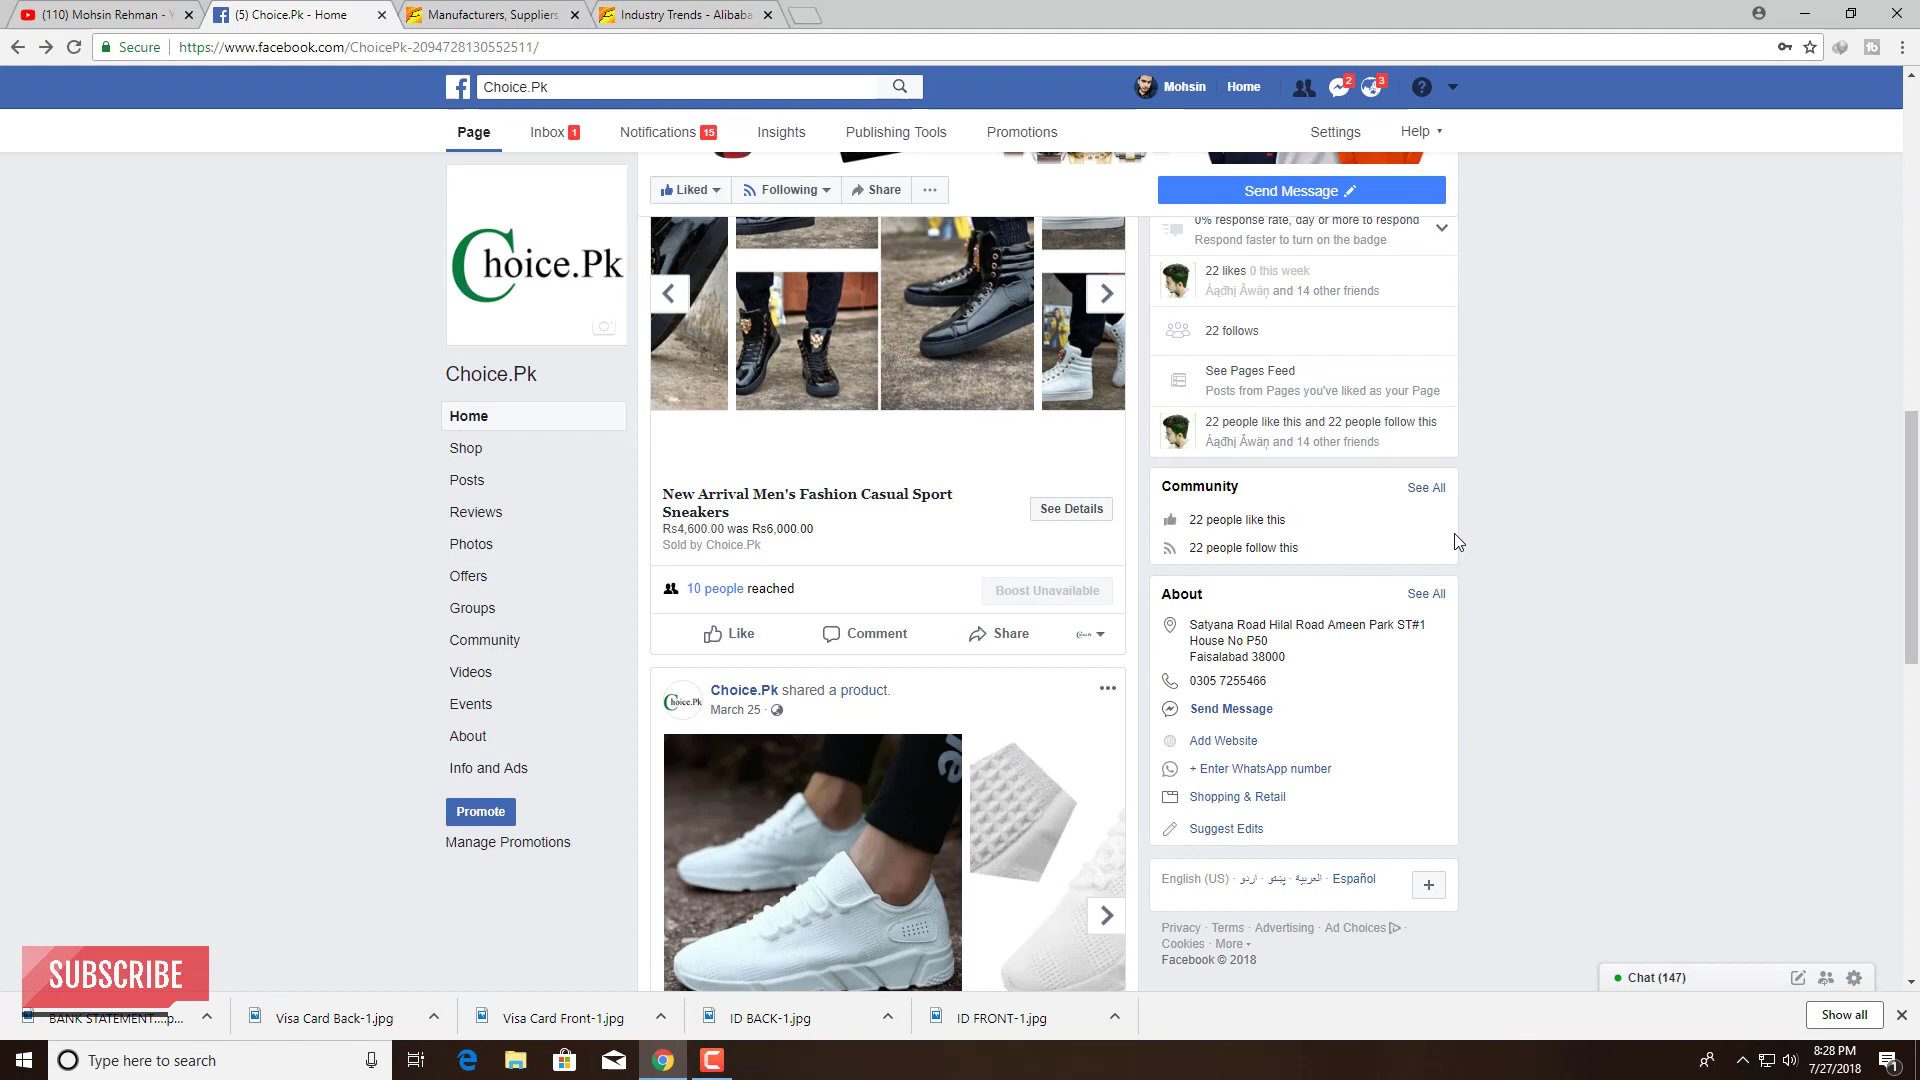 (110) Mohsin Rehman - Y
(5) Choice.Pk - Home
Manufacturers, Suppliers,
Industry Trends - Alibaba
Secure
https://www.facebook.com/ChoicePk-2094728130552511/
Choice.Pk
Mohsin
Home
2
3
Page
Inbox 1
Notifications 15
Insights
Publishing Tools
Promotions
Settings
Help
Liked
Following
Share
Send Message
Choice.Pk
Choice.Pk
Home
Shop
Posts
Reviews
Photos
Offers
Groups
Community
Videos
Events
About
Info and Ads
Promote
Manage Promotions
New Arrival Men's Fashion Casual Sport
Sneakers
Rs4,600.00 was Rs6,000.00
Sold by Choice.Pk
See Details
10 people reached
Boost Unavailable
Like
Comment
Share
Choice.Pk
Choice.Pk shared a product.
March 25 ·
0% response rate, day or more to respond
Respond faster to turn on the badge
22 likes 0 this week
and 14 other friends
22 follows
See Pages Feed
Posts from Pages you've liked as your Page
22 people like this and 22 people follow this
and 14 other friends
Community
See All
22 people like this
22 people follow this
About
See All
Satyana Road Hilal Road Ameen Park ST#1
House No P50
Faisalabad 38000
0305 7255466
Send Message
Add Website
+ Enter WhatsApp number
Shopping & Retail
Suggest Edits
English (US) · اردو · پښتو · العربية · Español
Privacy · Terms · Advertising · Ad Choices ·
Cookies · More
Facebook © 2018
Chat (147)
SUBSCRIBE
BANK STATEMENT....p...
Visa Card Back-1.jpg
Visa Card Front-1.jpg
ID BACK-1.jpg
ID FRONT-1.jpg
Show all
Type here to search
8:28 PM
7/27/2018
1